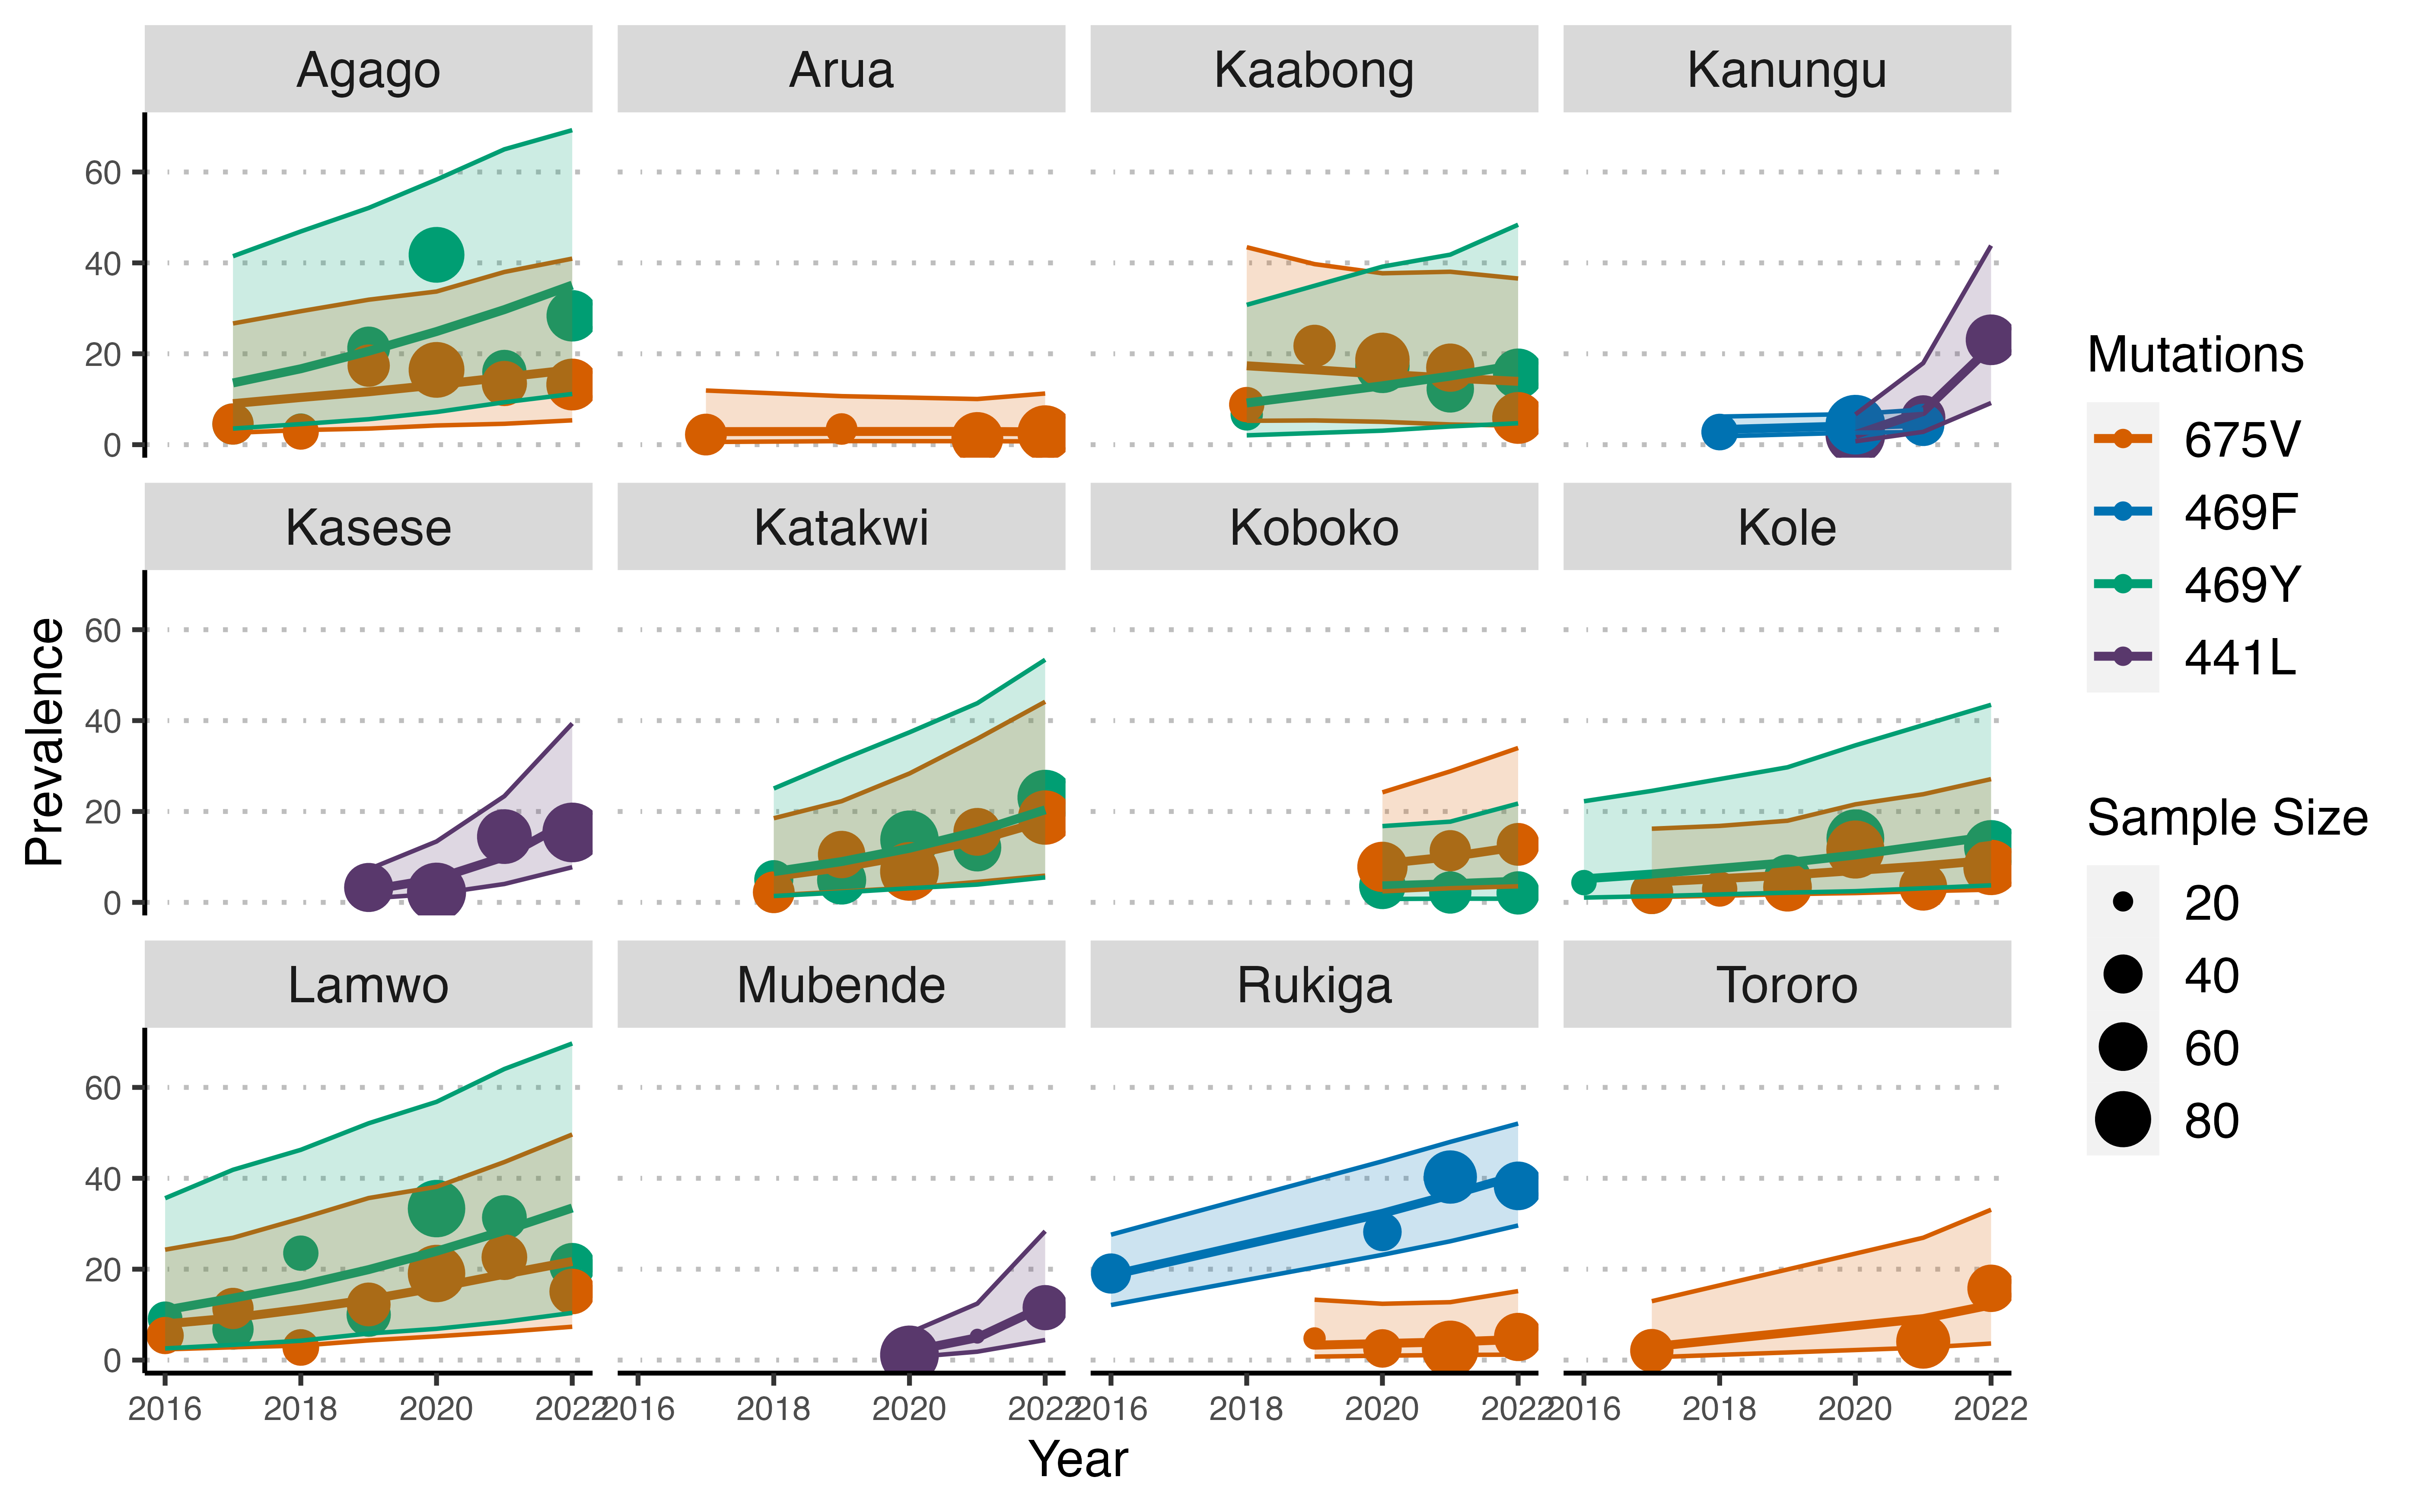 Agago Arua Kaabong Kanungu
60
40
20
0
Kasese Katakwi Koboko Kole
60
40
20
0
Lamwo Mubende Rukiga Tororo
60
40
20
0
2016 2018 2020 2022 2016 2018 2020 2022 2016 2018 2020 2022 2016 2018 2020 2022
Year
Prevalence
Mutations
675V
469F
469Y
441L
Sample Size
20
40
60
80